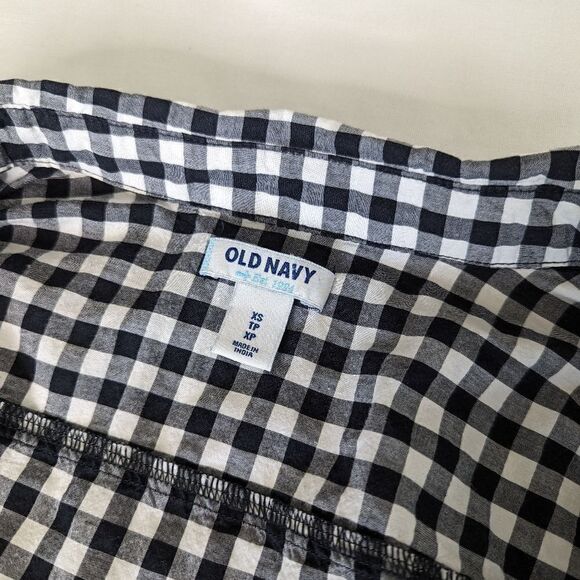 OLD NAVY
Est. 1994
XS
TP
XP
MADE IN
INDIA